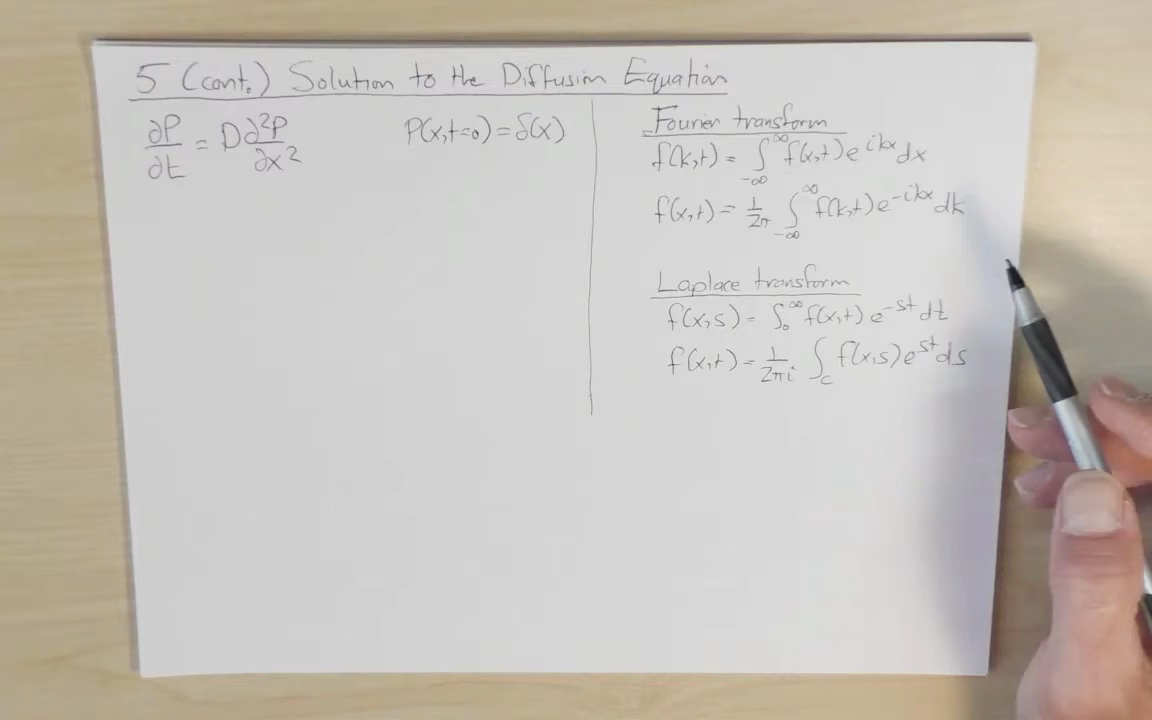 5 (cont.) Solution to the Diffusion Equation
∂P/∂t = D ∂²P/∂x²
P(x,t=0) = δ(x)
Fourier transform
f(k,t) = ∫_{-∞}^{∞} f(x,t) e^{ikx} dx
f(x,t) = 1/2π ∫_{-∞}^{∞} f(k,t) e^{-ikx} dk
Laplace transform
f(x,s) = ∫_0^∞ f(x,t) e^{-st} dt
f(x,t) = 1/2πi ∫_C f(x,s) e^{st} ds